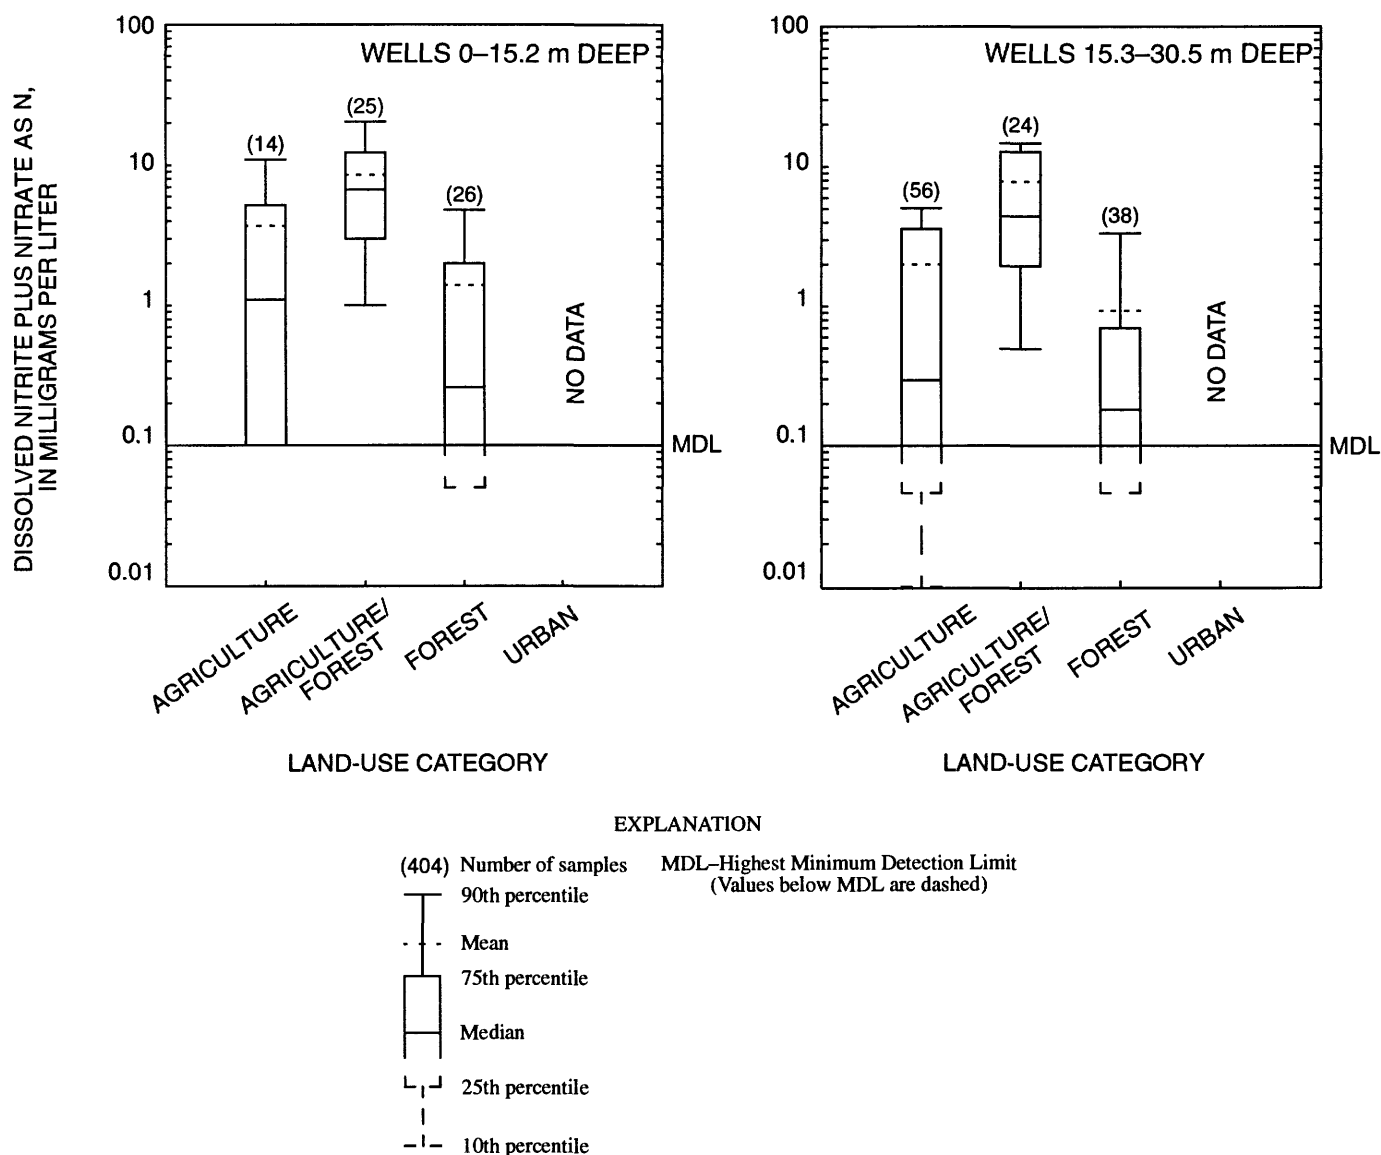 DISSOLVED NITRITE PLUS NITRATE AS N,
IN MILLIGRAMS PER LITER
WELLS 0–15.2 m DEEP
100
10
1
0.1
0.01
(14)
(25)
(26)
NO DATA
MDL
AGRICULTURE
AGRICULTURE/
FOREST
FOREST
URBAN
LAND-USE CATEGORY
WELLS 15.3–30.5 m DEEP
100
10
1
0.1
0.01
(56)
(24)
(38)
NO DATA
MDL
AGRICULTURE
AGRICULTURE/
FOREST
FOREST
URBAN
LAND-USE CATEGORY
EXPLANATION
(404) Number of samples
90th percentile
Mean
75th percentile
Median
25th percentile
10th percentile
MDL–Highest Minimum Detection Limit
(Values below MDL are dashed)